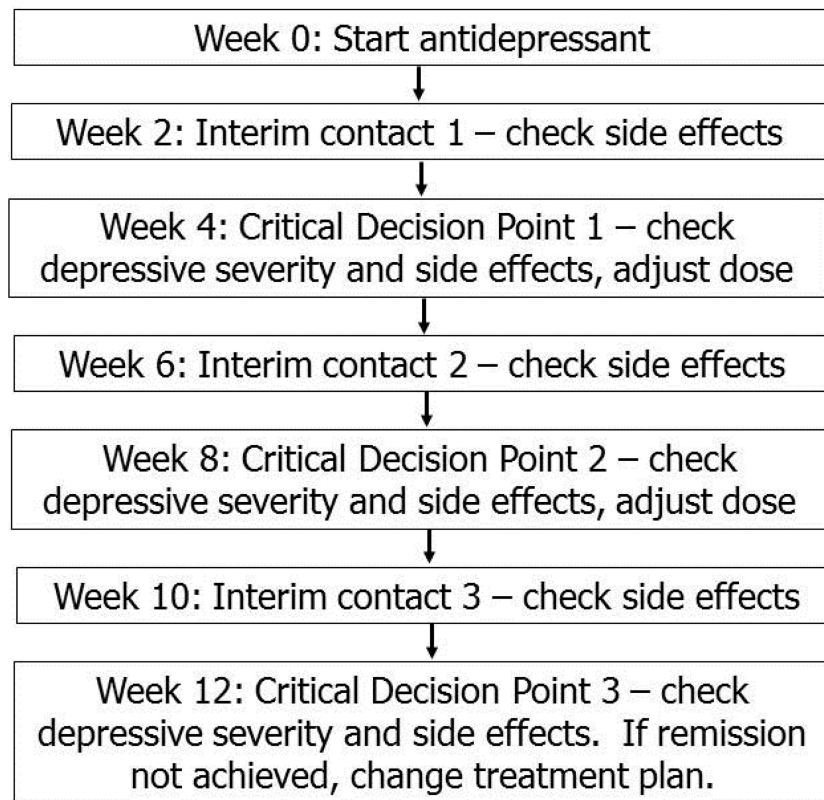 Week 0: Start antidepressant
Week 2: Interim contact 1 – check side effects
Week 4: Critical Decision Point 1 – check
depressive severity and side effects, adjust dose
Week 6: Interim contact 2 – check side effects
Week 8: Critical Decision Point 2 – check
depressive severity and side effects, adjust dose
Week 10: Interim contact 3 – check side effects
Week 12: Critical Decision Point 3 – check
depressive severity and side effects.  If remission
not achieved, change treatment plan.